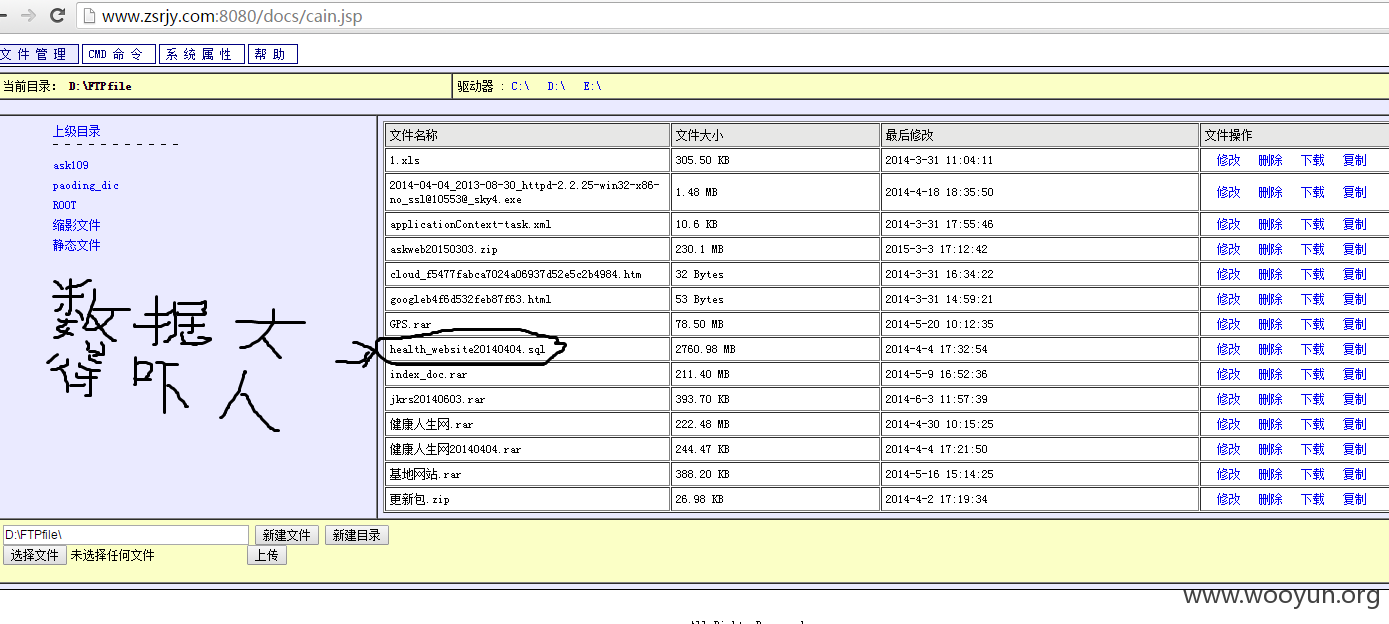 www.zsrjy.com:8080/docs/cain.jsp
文件管理 CMD 命令 系统属性 帮助
当前目录: D:\FTPfile 驱动器 : C:\ D:\ E:\
上级目录
- - - - - - - - - - -
ask109
paoding_dic
ROOT
缩影文件
静态文件
数据大
得吓人
文件名称 文件大小 最后修改 文件操作
1.xls 305.50 KB 2014-3-31 11:04:11 修改 删除 下载 复制
2014-04-04_2013-08-30_httpd-2.2.25-win32-x86-
no_ssl@10553@_sky4.exe 1.48 MB 2014-4-18 18:35:50 修改 删除 下载 复制
applicationContext-task.xml 10.6 KB 2014-3-31 17:55:46 修改 删除 下载 复制
askweb20150303.zip 230.1 MB 2015-3-3 17:12:42 修改 删除 下载 复制
cloud_f5477fabca7024a06937d52e5c2b4984.htm 32 Bytes 2014-3-31 16:34:22 修改 删除 下载 复制
googleb4f6d532feb87f63.html 53 Bytes 2014-3-31 14:59:21 修改 删除 下载 复制
GPS.rar 78.50 MB 2014-5-20 10:12:35 修改 删除 下载 复制
health_website20140404.sql 2760.98 MB 2014-4-4 17:32:54 修改 删除 下载 复制
index_doc.rar 211.40 MB 2014-5-9 16:52:36 修改 删除 下载 复制
jkrs20140603.rar 393.70 KB 2014-6-3 11:57:39 修改 删除 下载 复制
健康人生网.rar 222.48 MB 2014-4-30 10:15:25 修改 删除 下载 复制
健康人生网20140404.rar 244.47 KB 2014-4-4 17:21:50 修改 删除 下载 复制
基地网站.rar 388.20 KB 2014-5-16 15:14:25 修改 删除 下载 复制
更新包.zip 26.98 KB 2014-4-2 17:19:34 修改 删除 下载 复制
D:\FTPfile\ 新建文件 新建目录
选择文件 未选择任何文件 上传
www.wooyun.org